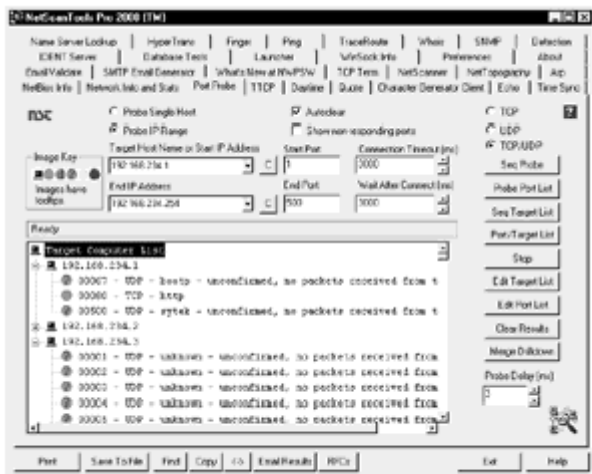 NetScanTools Pro 2000 (TM)
Name Server Lookup HyperTrans Finger Ping TraceRoute Whois SNMP Detection
IDENT Server Database Tests Launcher WinSock Info Preferences About
Email Validate SMTP Email Generator What's New at NWPSW TCP Term NetScanner NetTopography Arp
NetBios Info Network Info and Stats Port Probe TTCP Daytime Quote Character Generator Client Echo Time Sync
nst
Probe Single Host
Autoclear
TCP
Probe IP Range
Show non responding ports
UDP
TCP/UDP
Image Key
Images have tooltips
Target Host Name or Start IP Address
192.168.234.1
C
Start Port
1
Connection Timeout (ms)
3000
Seq Probe
End IP Address
192.168.234.254
C
End Port
500
Wait After Connect (ms)
3000
Probe Port List
Seq Target List
Ready
Port/Target List
Target Computer List
192.168.234.1
00067 - UDP - bootp - unconfirmed, no packets received from t
00080 - TCP - http
00500 - UDP - sytek - unconfirmed, no packets received from t
192.168.234.2
192.168.234.3
00001 - UDP - unknown - unconfirmed, no packets received from
00002 - UDP - unknown - unconfirmed, no packets received from
00003 - UDP - unknown - unconfirmed, no packets received from
00004 - UDP - unknown - unconfirmed, no packets received from
00005 - UDP - unknown - unconfirmed, no packets received from
Stop
Edit Target List
Edit Port List
Clear Results
Merge Drilldown
Probe Delay (ms)
Print Save To File Find Copy <-> Email Results RFCs Exit Help